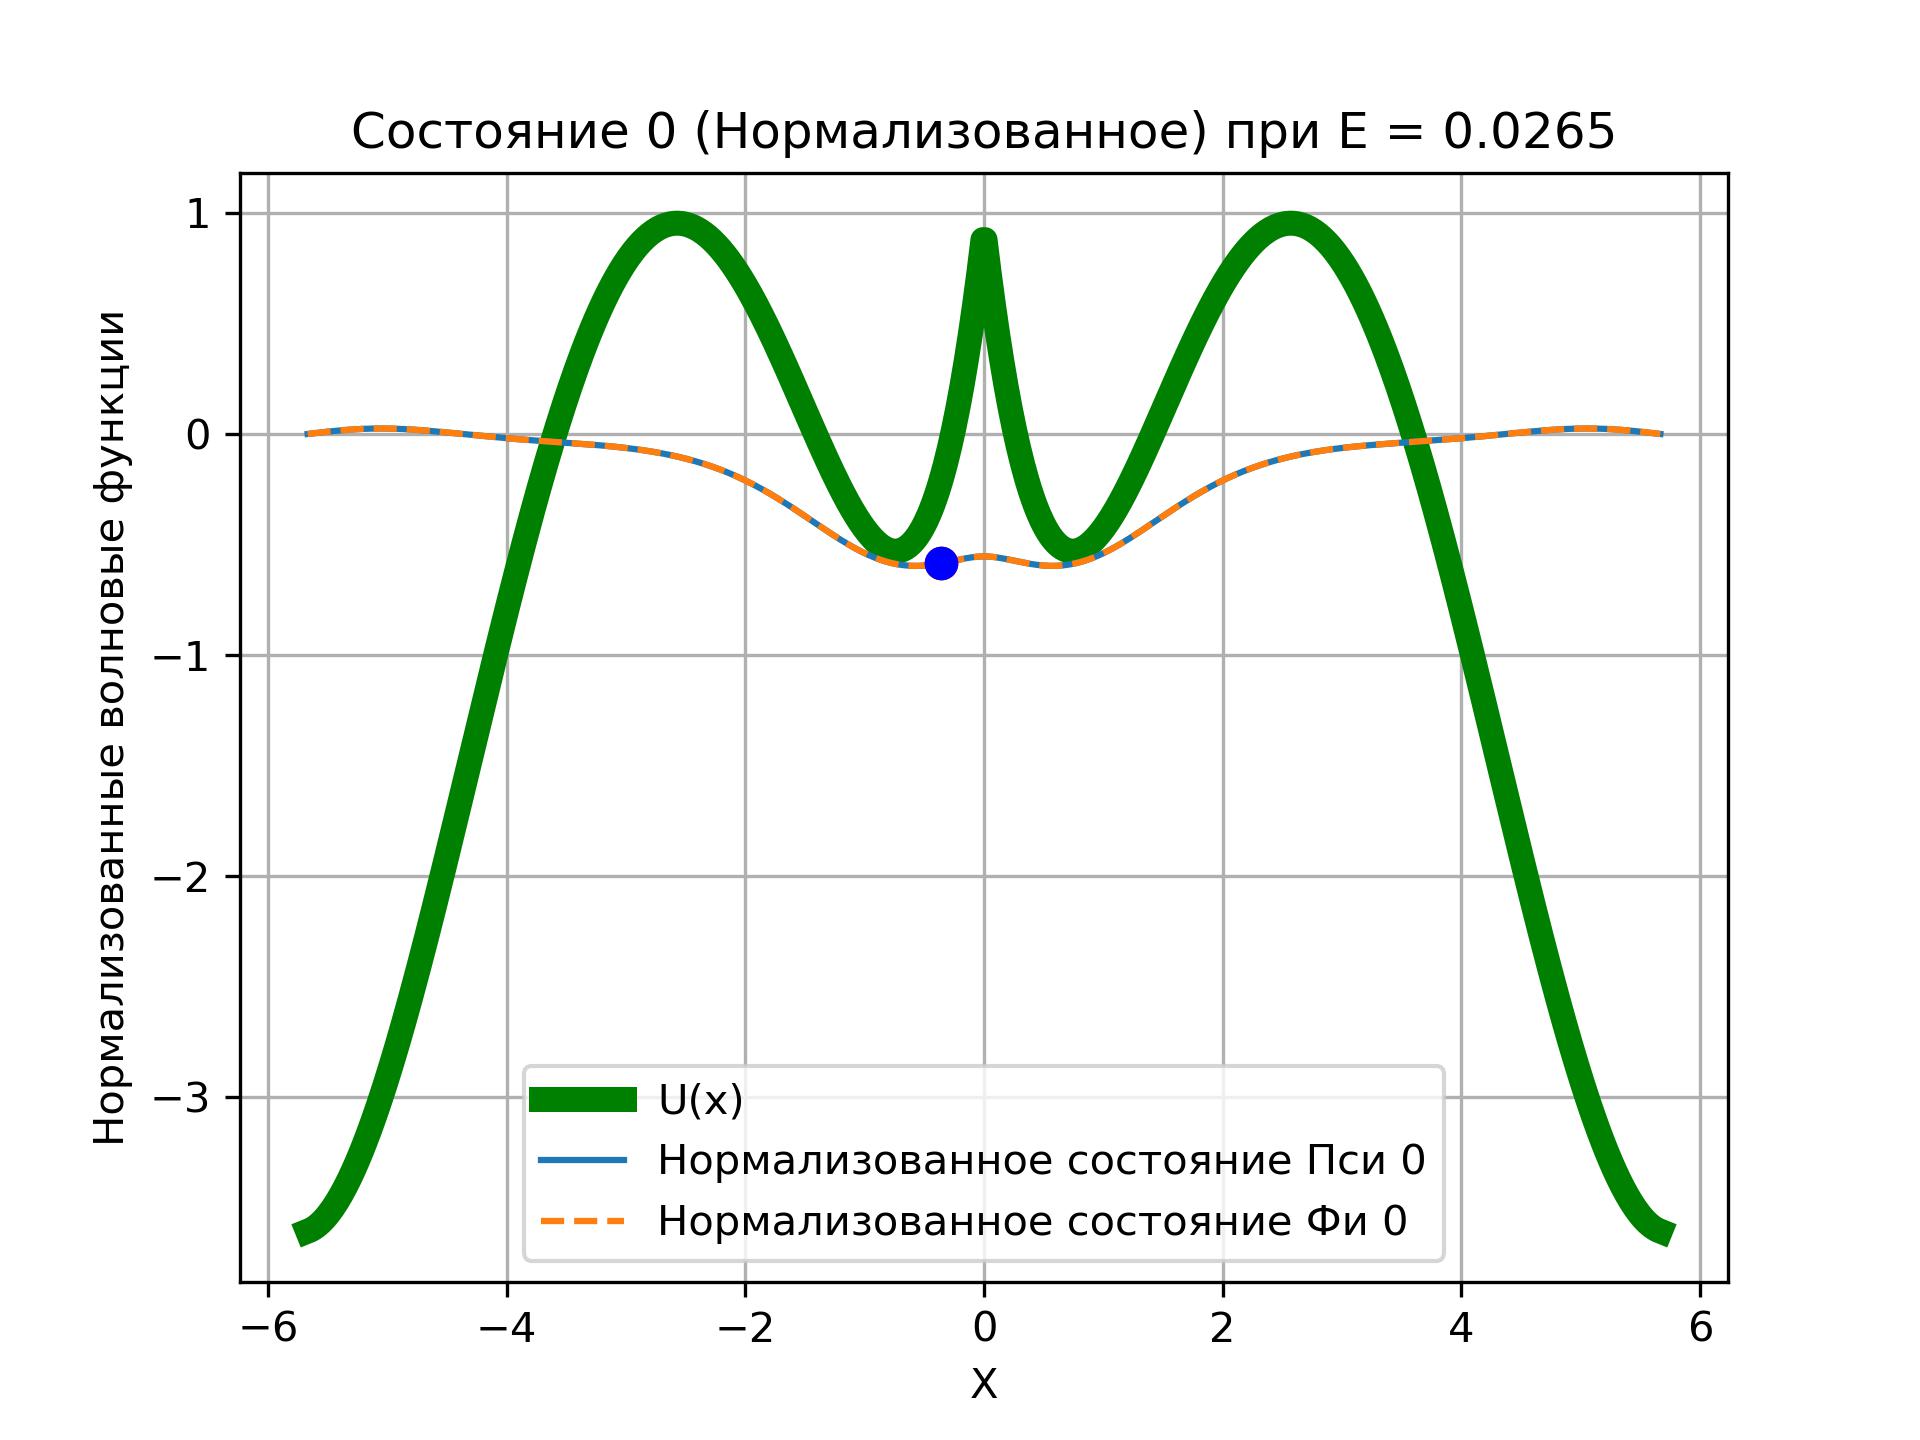 Состояние 0 (Нормализованное) при E = 0.0265
Нормализованные волновые функции
1
0
−1
−2
−3
U(x)
Нормализованное состояние Пси 0
Нормализованное состояние Фи 0
−6 −4 −2 0 2 4 6
X